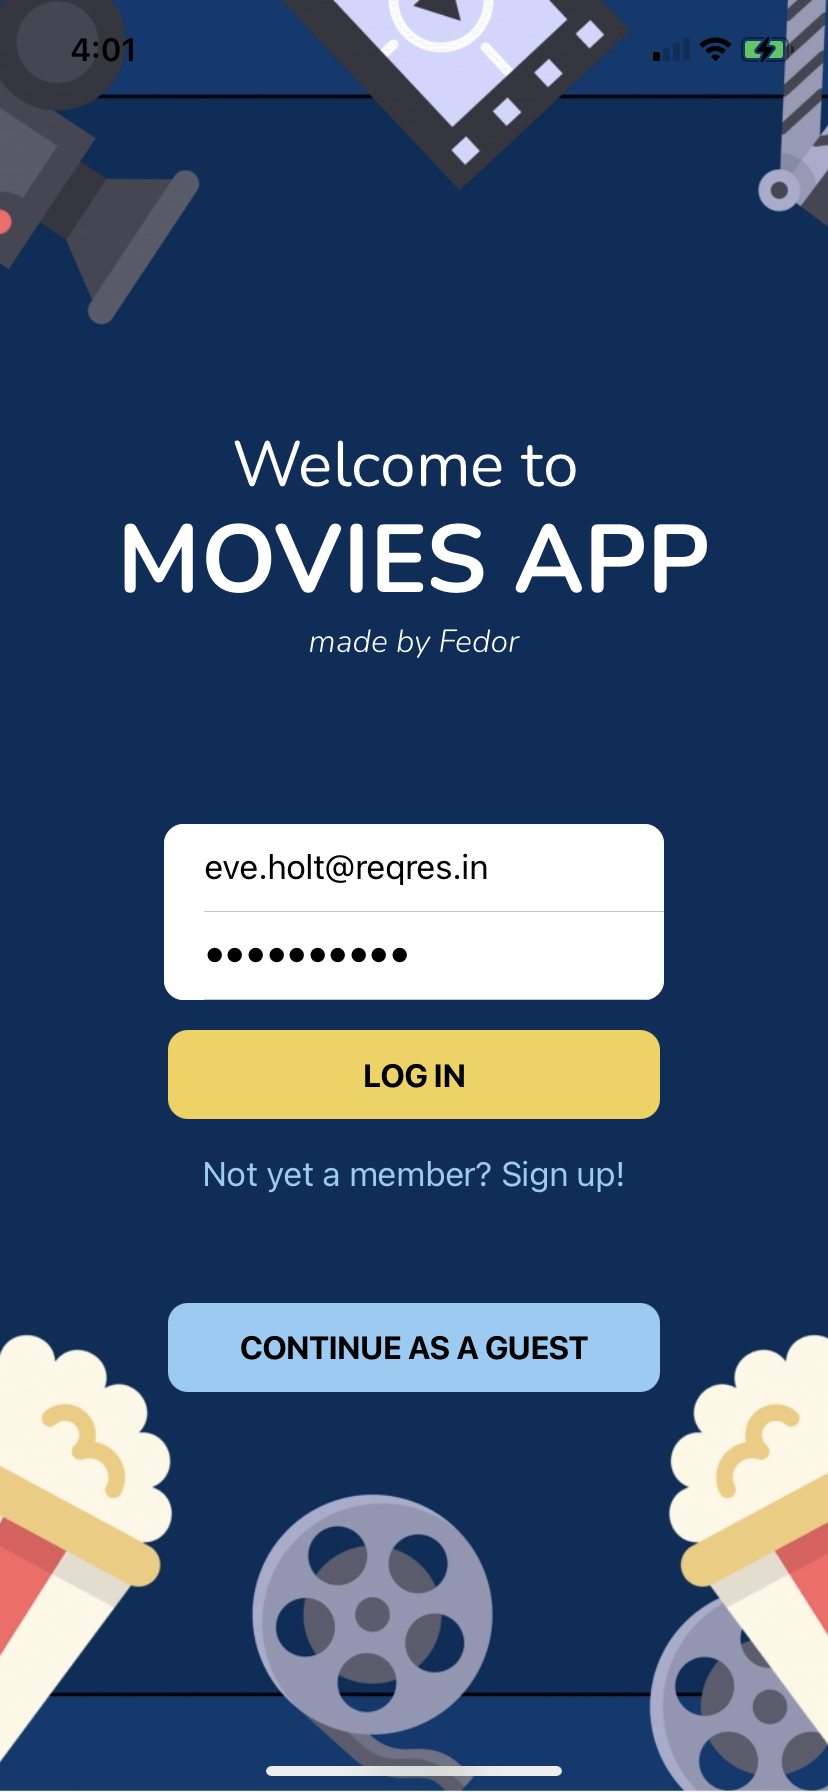 4:01
Welcome to
MOVIES APP
made by Fedor
eve.holt@reqres.in
••••••••••
LOG IN
Not yet a member? Sign up!
CONTINUE AS A GUEST